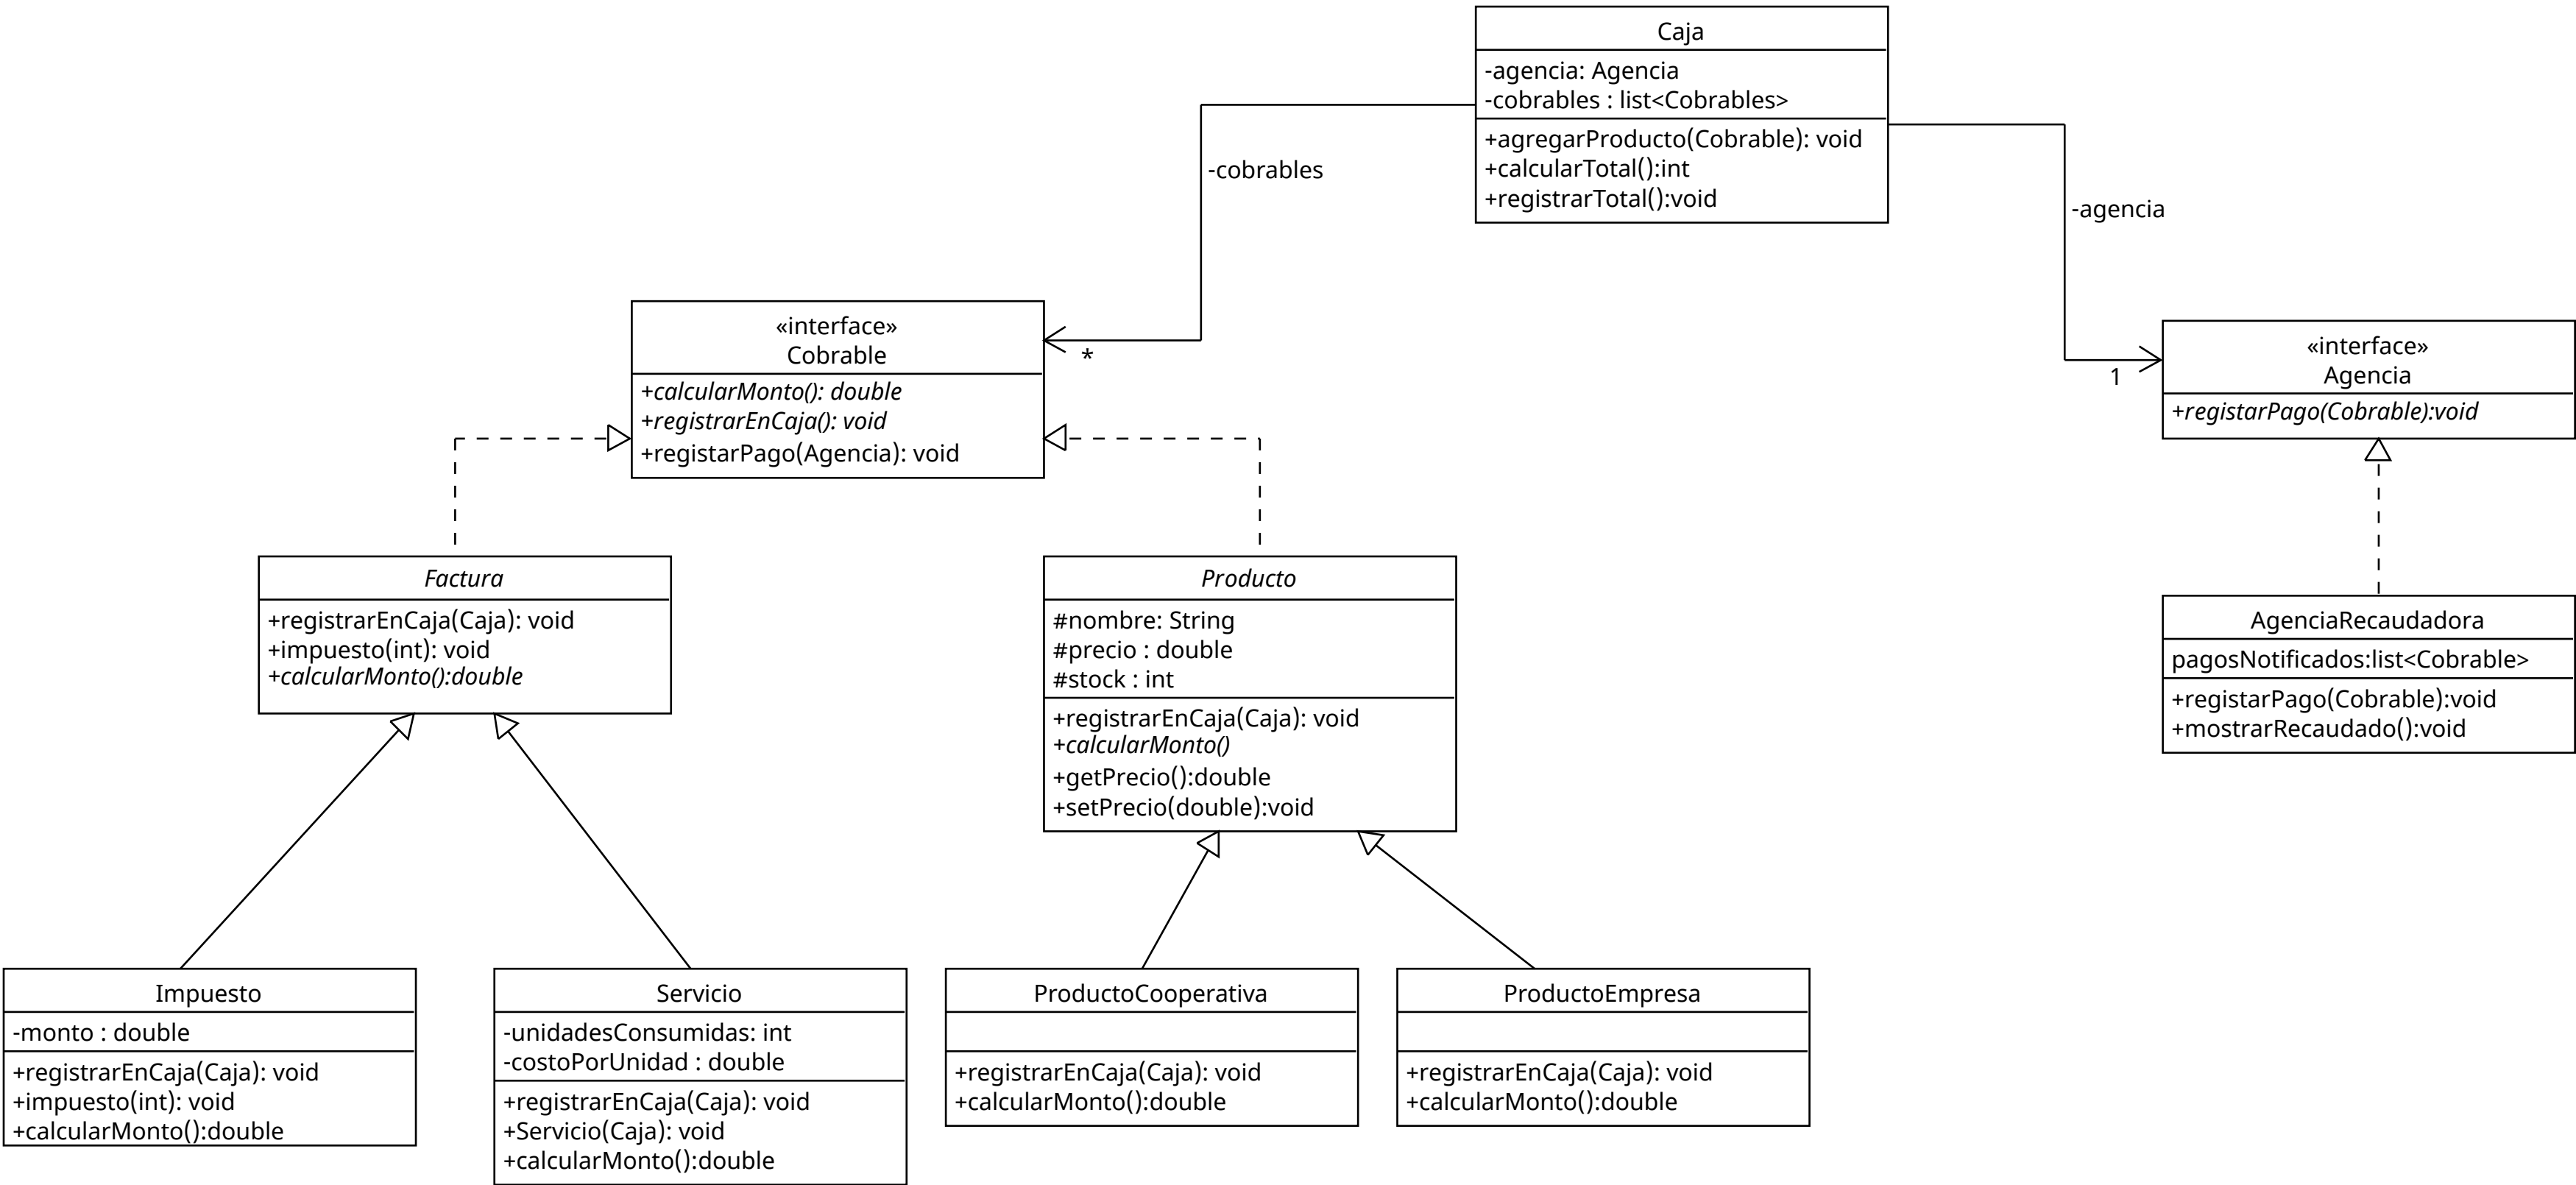 Caja
-agencia: Agencia
-cobrables : list<Cobrables>
+agregarProducto(Cobrable): void
+calcularTotal():int
+registrarTotal():void
-cobrables
*
-agencia
1
«interface»
Cobrable
+calcularMonto(): double
+registrarEnCaja(): void
+registarPago(Agencia): void
«interface»
Agencia
+registarPago(Cobrable):void
Factura
+registrarEnCaja(Caja): void
+impuesto(int): void
+calcularMonto():double
Producto
#nombre: String
#precio : double
#stock : int
+registrarEnCaja(Caja): void
+calcularMonto()
+getPrecio():double
+setPrecio(double):void
AgenciaRecaudadora
pagosNotificados:list<Cobrable>
+registarPago(Cobrable):void
+mostrarRecaudado():void
Impuesto
-monto : double
+registrarEnCaja(Caja): void
+impuesto(int): void
+calcularMonto():double
Servicio
-unidadesConsumidas: int
-costoPorUnidad : double
+registrarEnCaja(Caja): void
+Servicio(Caja): void
+calcularMonto():double
ProductoCooperativa
+registrarEnCaja(Caja): void
+calcularMonto():double
ProductoEmpresa
+registrarEnCaja(Caja): void
+calcularMonto():double